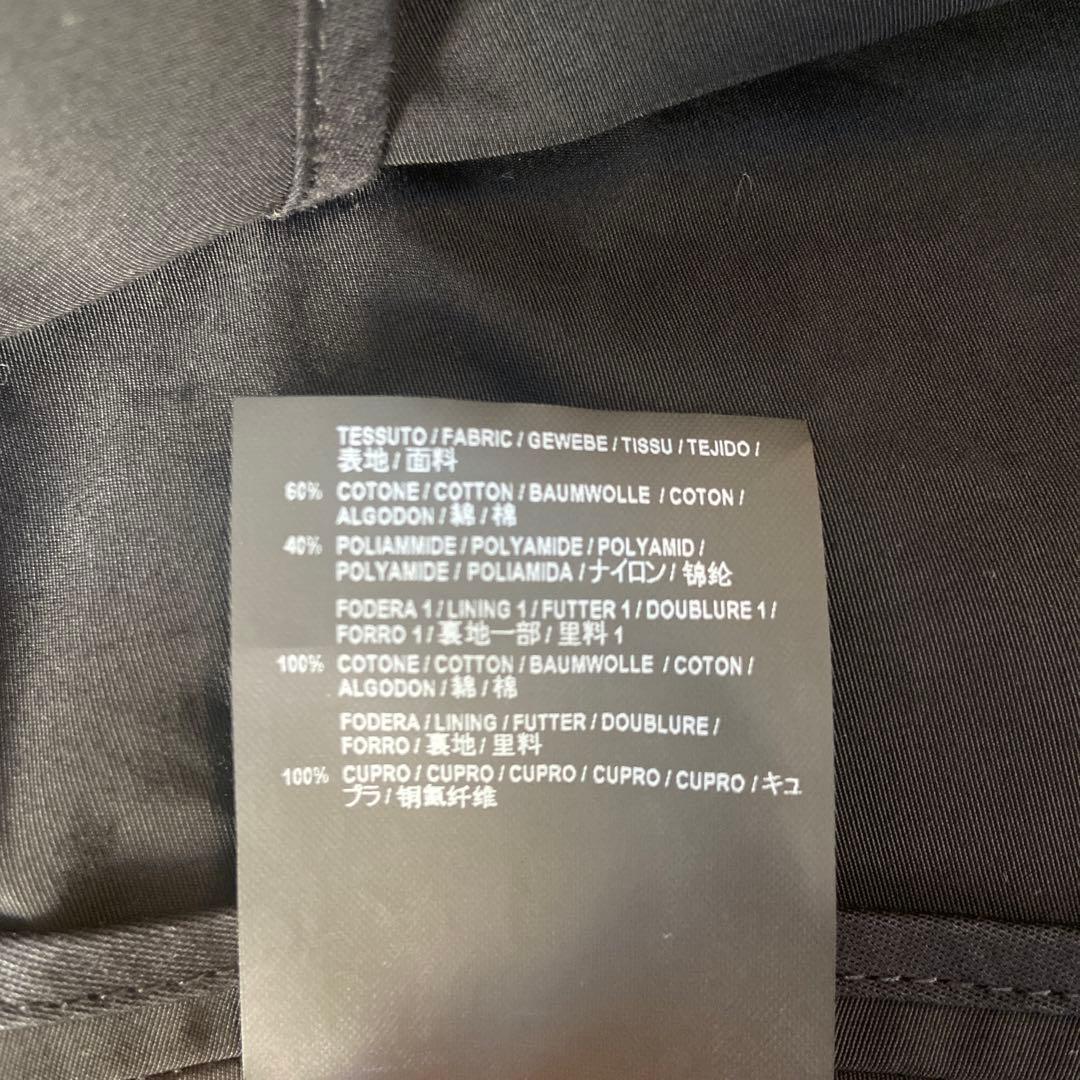 TESSUTO / FABRIC / GEWEBE / TISSU / TEJIDO /
表地 / 面料
60% COTONE / COTTON / BAUMWOLLE / COTON /
ALGODON / 綿 / 棉
40% POLIAMMIDE / POLYAMIDE / POLYAMID /
POLYAMIDE / POLIAMIDA / ナイロン / 锦纶
FODERA 1 / LINING 1 / FUTTER 1 / DOUBLURE 1 /
FORRO 1 / 裏地一部 / 里料 1
100% COTONE / COTTON / BAUMWOLLE / COTON /
ALGODON / 綿 / 棉
FODERA / LINING / FUTTER / DOUBLURE /
FORRO / 裏地 / 里料
100% CUPRO / CUPRO / CUPRO / CUPRO / CUPRO / キュ
プラ / 铜氨纤维